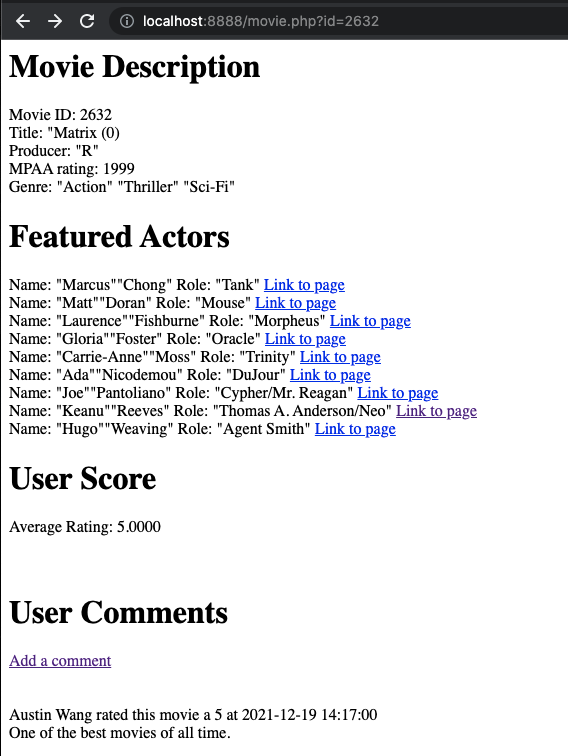 localhost:8888/movie.php?id=2632
Movie Description
Movie ID: 2632
Title: "Matrix (0)
Producer: "R"
MPAA rating: 1999
Genre: "Action" "Thriller" "Sci-Fi"
Featured Actors
Name: "Marcus""Chong" Role: "Tank" Link to page
Name: "Matt""Doran" Role: "Mouse" Link to page
Name: "Laurence""Fishburne" Role: "Morpheus" Link to page
Name: "Gloria""Foster" Role: "Oracle" Link to page
Name: "Carrie-Anne""Moss" Role: "Trinity" Link to page
Name: "Ada""Nicodemou" Role: "DuJour" Link to page
Name: "Joe""Pantoliano" Role: "Cypher/Mr. Reagan" Link to page
Name: "Keanu""Reeves" Role: "Thomas A. Anderson/Neo" Link to page
Name: "Hugo""Weaving" Role: "Agent Smith" Link to page
User Score
Average Rating: 5.0000
User Comments
Add a comment
Austin Wang rated this movie a 5 at 2021-12-19 14:17:00
One of the best movies of all time.